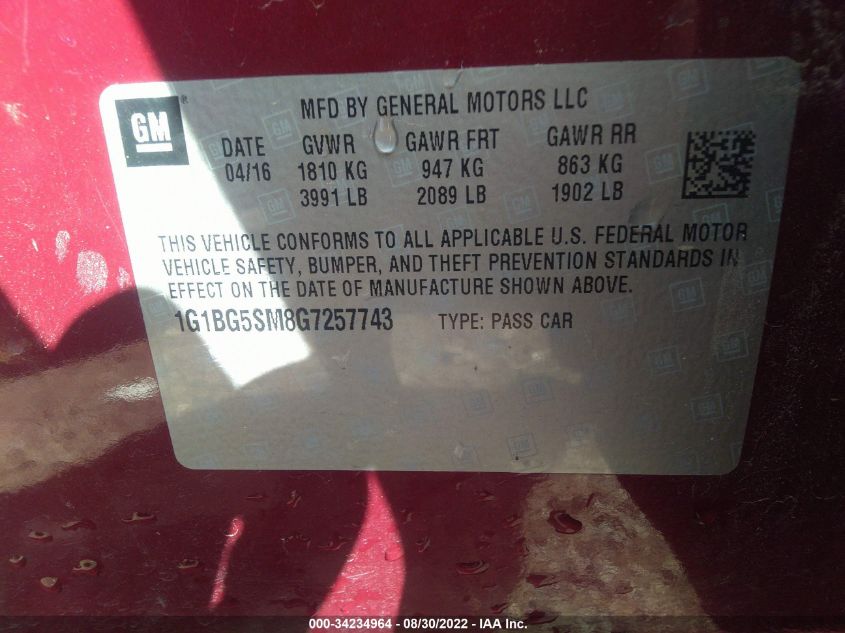 GM ®
MFD BY GENERAL MOTORS LLC
DATE GVWR GAWR FRT GAWR RR
04/16 1810 KG 947 KG 863 KG
3991 LB 2089 LB 1902 LB
THIS VEHICLE CONFORMS TO ALL APPLICABLE U.S. FEDERAL MOTOR
VEHICLE SAFETY, BUMPER, AND THEFT PREVENTION STANDARDS IN
EFFECT ON THE DATE OF MANUFACTURE SHOWN ABOVE.
1G1BG5SM8G7257743 TYPE: PASS CAR
000-34234964 - 08/30/2022 - IAA Inc.